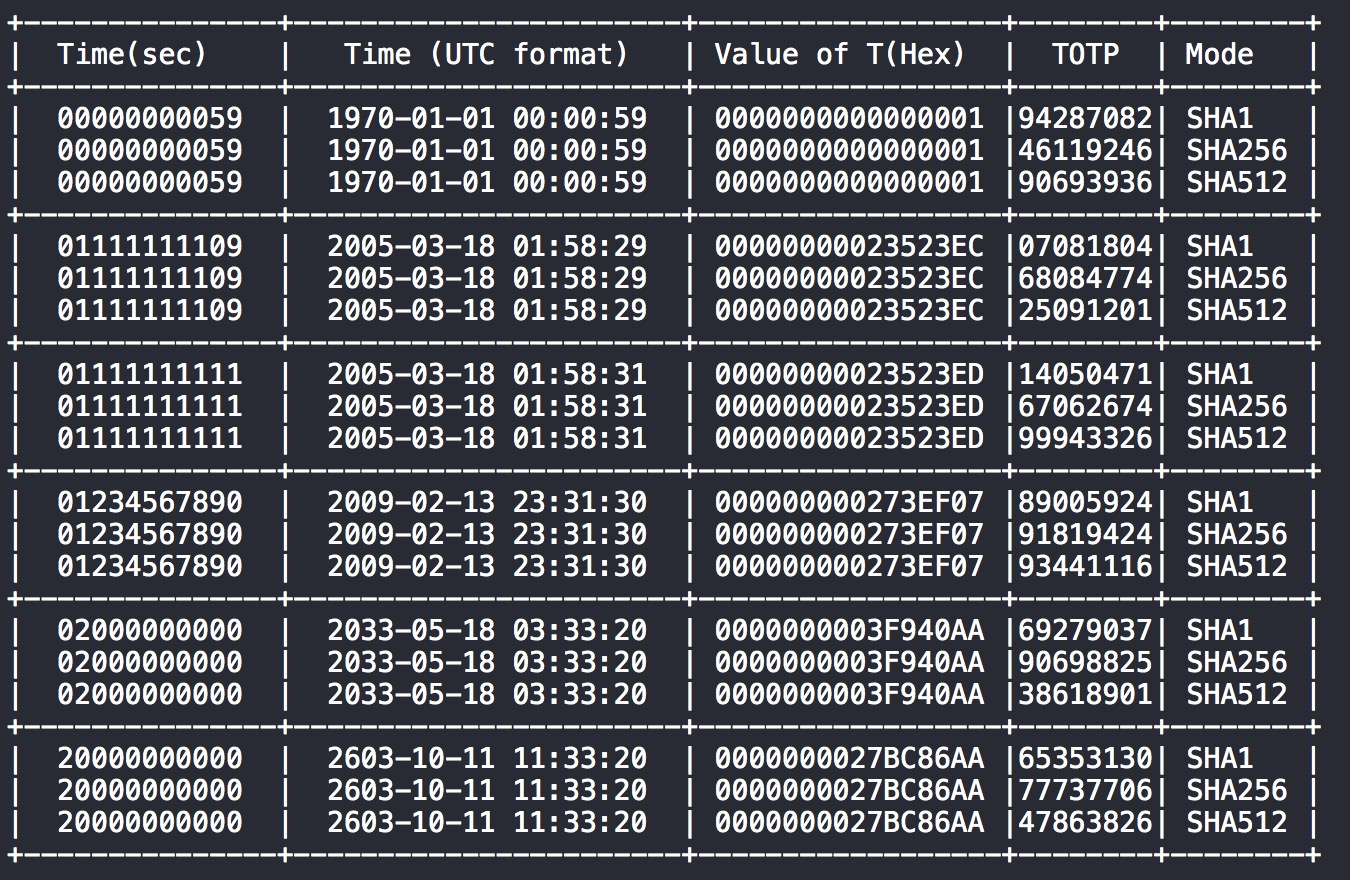 +---------------+-----------------------+------------------+--------+--------+
|  Time(sec)    |   Time (UTC format)   | Value of T(Hex)  |  TOTP  | Mode   |
+---------------+-----------------------+------------------+--------+--------+
|  00000000059  |  1970-01-01 00:00:59  | 0000000000000001 |94287082| SHA1   |
|  00000000059  |  1970-01-01 00:00:59  | 0000000000000001 |46119246| SHA256 |
|  00000000059  |  1970-01-01 00:00:59  | 0000000000000001 |90693936| SHA512 |
+---------------+-----------------------+------------------+--------+--------+
|  01111111109  |  2005-03-18 01:58:29  | 00000000023523EC |07081804| SHA1   |
|  01111111109  |  2005-03-18 01:58:29  | 00000000023523EC |68084774| SHA256 |
|  01111111109  |  2005-03-18 01:58:29  | 00000000023523EC |25091201| SHA512 |
+---------------+-----------------------+------------------+--------+--------+
|  01111111111  |  2005-03-18 01:58:31  | 00000000023523ED |14050471| SHA1   |
|  01111111111  |  2005-03-18 01:58:31  | 00000000023523ED |67062674| SHA256 |
|  01111111111  |  2005-03-18 01:58:31  | 00000000023523ED |99943326| SHA512 |
+---------------+-----------------------+------------------+--------+--------+
|  01234567890  |  2009-02-13 23:31:30  | 000000000273EF07 |89005924| SHA1   |
|  01234567890  |  2009-02-13 23:31:30  | 000000000273EF07 |91819424| SHA256 |
|  01234567890  |  2009-02-13 23:31:30  | 000000000273EF07 |93441116| SHA512 |
+---------------+-----------------------+------------------+--------+--------+
|  02000000000  |  2033-05-18 03:33:20  | 0000000003F940AA |69279037| SHA1   |
|  02000000000  |  2033-05-18 03:33:20  | 0000000003F940AA |90698825| SHA256 |
|  02000000000  |  2033-05-18 03:33:20  | 0000000003F940AA |38618901| SHA512 |
+---------------+-----------------------+------------------+--------+--------+
|  20000000000  |  2603-10-11 11:33:20  | 0000000027BC86AA |65353130| SHA1   |
|  20000000000  |  2603-10-11 11:33:20  | 0000000027BC86AA |77737706| SHA256 |
|  20000000000  |  2603-10-11 11:33:20  | 0000000027BC86AA |47863826| SHA512 |
+---------------+-----------------------+------------------+--------+--------+